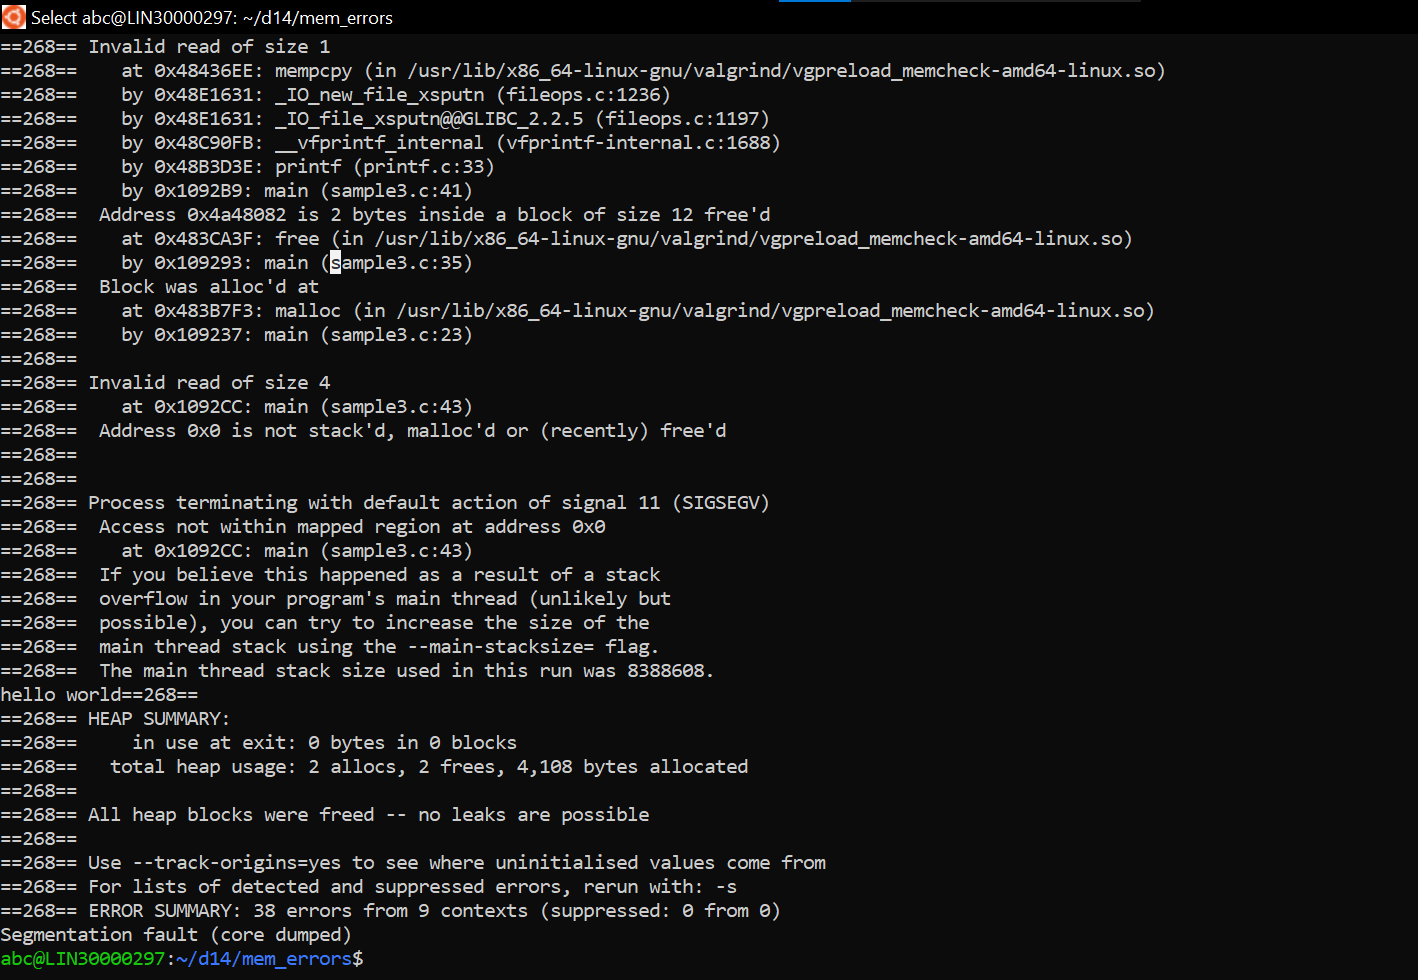 Select abc@LIN30000297: ~/d14/mem_errors
==268== Invalid read of size 1
==268==    at 0x48436EE: mempcpy (in /usr/lib/x86_64-linux-gnu/valgrind/vgpreload_memcheck-amd64-linux.so)
==268==    by 0x48E1631: _IO_new_file_xsputn (fileops.c:1236)
==268==    by 0x48E1631: _IO_file_xsputn@@GLIBC_2.2.5 (fileops.c:1197)
==268==    by 0x48C90FB: __vfprintf_internal (vfprintf-internal.c:1688)
==268==    by 0x48B3D3E: printf (printf.c:33)
==268==    by 0x1092B9: main (sample3.c:41)
==268==  Address 0x4a48082 is 2 bytes inside a block of size 12 free'd
==268==    at 0x483CA3F: free (in /usr/lib/x86_64-linux-gnu/valgrind/vgpreload_memcheck-amd64-linux.so)
==268==    by 0x109293: main (sample3.c:35)
==268==  Block was alloc'd at
==268==    at 0x483B7F3: malloc (in /usr/lib/x86_64-linux-gnu/valgrind/vgpreload_memcheck-amd64-linux.so)
==268==    by 0x109237: main (sample3.c:23)
==268==
==268== Invalid read of size 4
==268==    at 0x1092CC: main (sample3.c:43)
==268==  Address 0x0 is not stack'd, malloc'd or (recently) free'd
==268==
==268==
==268== Process terminating with default action of signal 11 (SIGSEGV)
==268==  Access not within mapped region at address 0x0
==268==    at 0x1092CC: main (sample3.c:43)
==268==  If you believe this happened as a result of a stack
==268==  overflow in your program's main thread (unlikely but
==268==  possible), you can try to increase the size of the
==268==  main thread stack using the --main-stacksize= flag.
==268==  The main thread stack size used in this run was 8388608.
hello world==268==
==268== HEAP SUMMARY:
==268==     in use at exit: 0 bytes in 0 blocks
==268==   total heap usage: 2 allocs, 2 frees, 4,108 bytes allocated
==268==
==268== All heap blocks were freed -- no leaks are possible
==268==
==268== Use --track-origins=yes to see where uninitialised values come from
==268== For lists of detected and suppressed errors, rerun with: -s
==268== ERROR SUMMARY: 38 errors from 9 contexts (suppressed: 0 from 0)
Segmentation fault (core dumped)
abc@LIN30000297:~/d14/mem_errors$